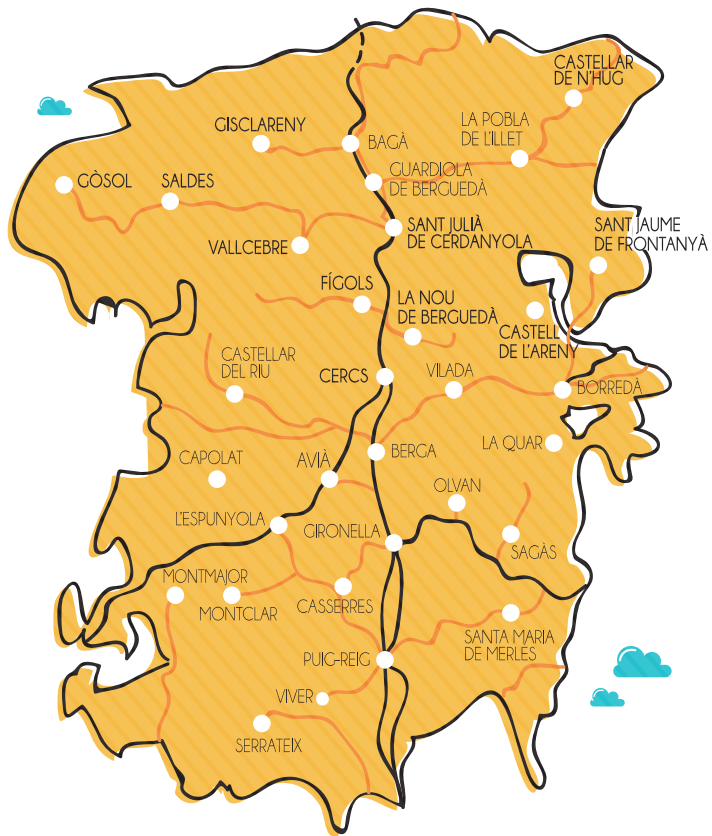 CASTELLAR
DE N'HUG
GISCLARENY
LA POBLA
DE L'ILLET
BAGÀ
GUARDIOLA
DE BERGUEDÀ
GÒSOL
SALDES
SANT JULIÀ
DE CERDANYOLA
SANT JAUME
DE FRONTANYÀ
VALLCEBRE
FÍGOLS
LA NOU
DE BERGUEDÀ
CASTELL
DE L'ARENY
CASTELLAR
DEL RIU
CERCS
VILADA
BORREDÀ
CAPOLAT
AVIÀ
BERGA
LA QUAR
OLVAN
L'ESPUNYOLA
GIRONELLA
SAGÀS
MONTMAJOR
MONTCLAR
CASSERRES
SANTA MARIA
DE MERLES
PUIG-REIG
VIVER
SERRATEIX